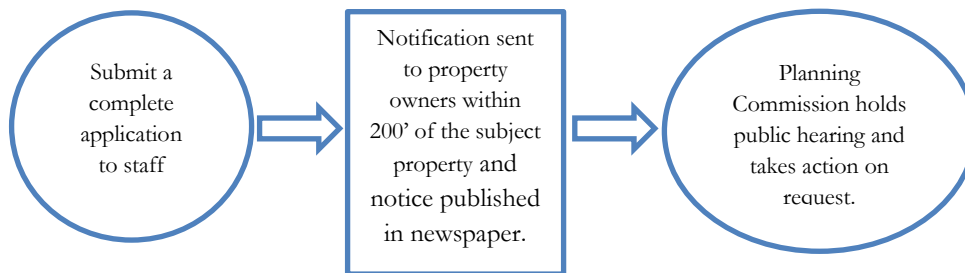 Submit a
complete
application
to staff
Notification sent
to property
owners within
200’ of the subject
property and
notice published
in newspaper.
Planning
Commission holds
public hearing and
takes action on
request.